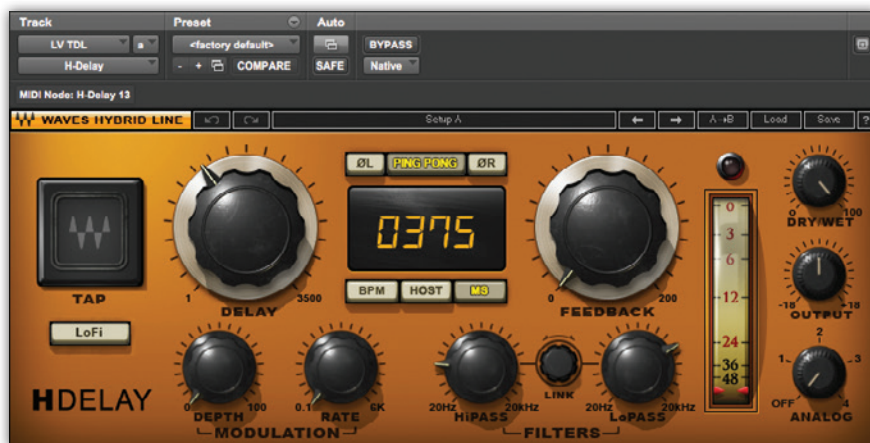 Track Preset Auto
LV TDL a <factory default> BYPASS
H-Delay - + COMPARE SAFE Native
MIDI Node: H-Delay 13
WAVES HYBRID LINE Setup A A→B Load Save ?
ØL PING PONG ØR
0375
TAP
1 3500
DELAY
BPM HOST MS
0 200
FEEDBACK
0
3
6
12
24
36
48
0 100
DRY/WET
-18 +18
OUTPUT
OFF 1 2 3 4
ANALOG
LoFi
HDELAY
0 100
DEPTH
0.1 6K
RATE
MODULATION
20Hz 20kHz
HiPASS
LINK
20Hz 20kHz
LoPASS
FILTERS